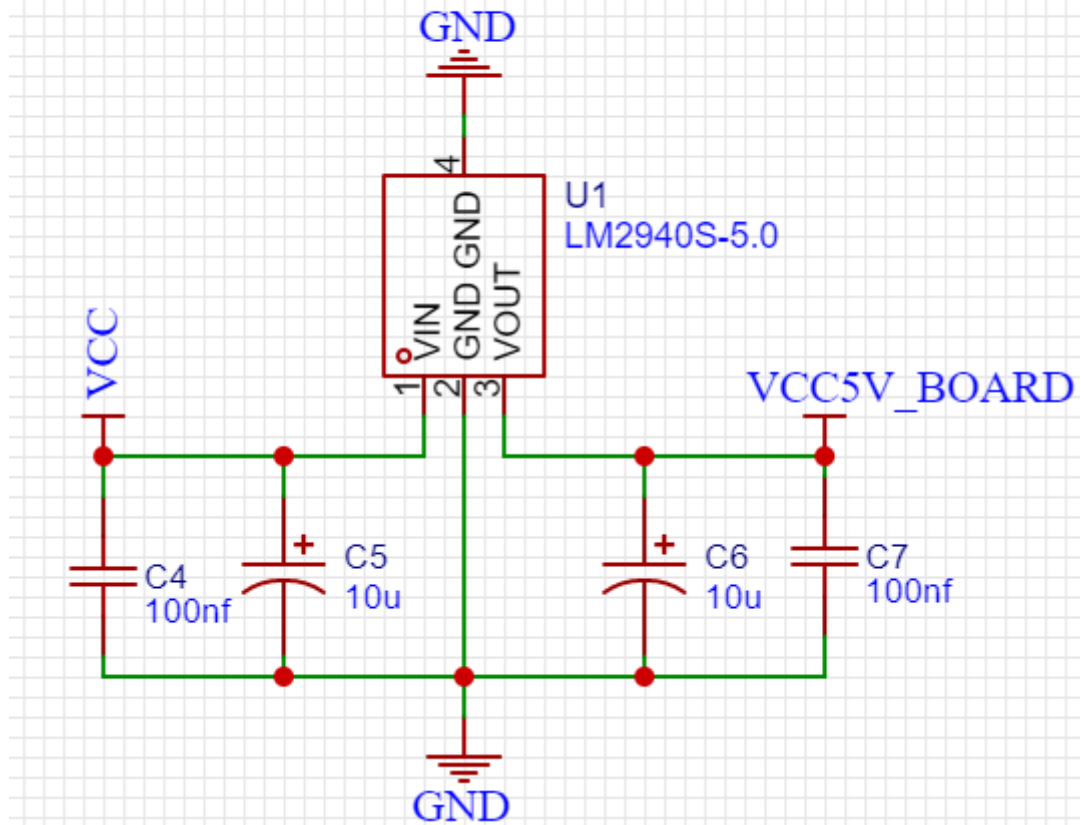 GND
4
GND
U1
LM2940S-5.0
VIN
GND
VOUT
1
2
3
VCC
VCC5V_BOARD
+
C5
10u
+
C6
10u
C4
100nf
C7
100nf
GND